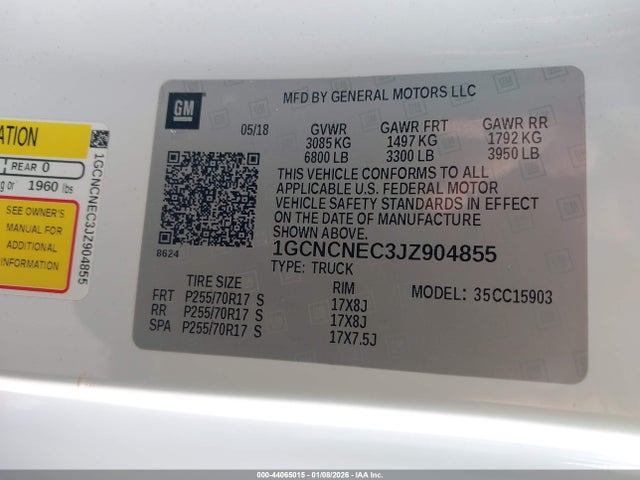 GM
MFD BY GENERAL MOTORS LLC
05/18 GVWR GAWR FRT GAWR RR
3085 KG 1497 KG 1792 KG
6800 LB 3300 LB 3950 LB
THIS VEHICLE CONFORMS TO ALL
APPLICABLE U.S. FEDERAL MOTOR
VEHICLE SAFETY STANDARDS IN EFFECT
ON THE DATE OF MANUFACTURE
SHOWN ABOVE.
8624
1GCNCNEC3JZ904855
TYPE: TRUCK
TIRE SIZE RIM MODEL: 35CC15903
FRT P255/70R17 S 17X8J
RR P255/70R17 S 17X8J
SPA P255/70R17 S 17X7.5J
REAR 0
or 1960 lbs
SEE OWNER'S
MANUAL FOR
ADDITIONAL
INFORMATION
1GCNCNEC3JZ904855
000-44065015 - 01/08/2026 - IAA Inc.